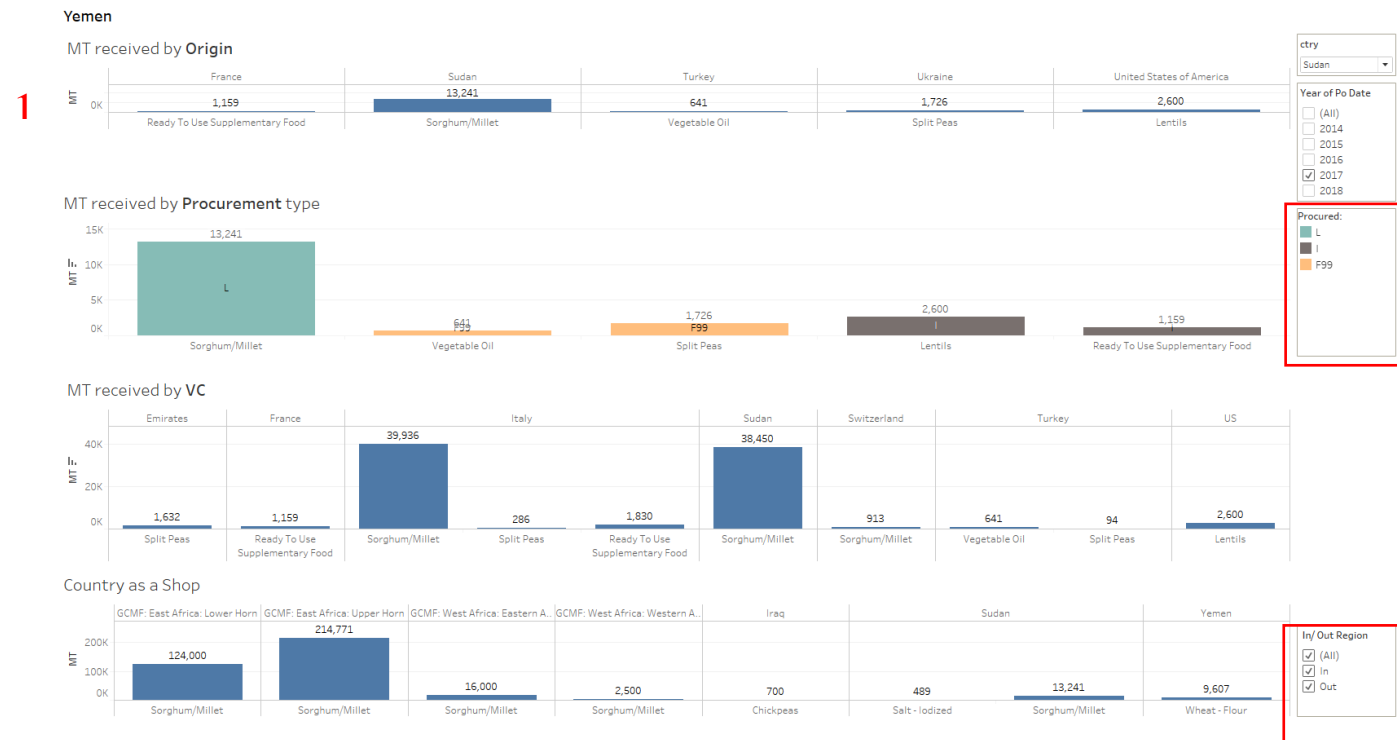 Yemen
MT received by Origin
1
France Sudan Turkey Ukraine United States of America
MT
0K
1,159 13,241 641 1,726 2,600
Ready To Use Supplementary Food Sorghum/Millet Vegetable Oil Split Peas Lentils
ctry
Sudan
Year of Po Date
(All)
2014
2015
2016
2017
2018
MT received by Procurement type
MT
15K
10K
5K
0K
13,241 641 1,726 2,600 1,159
L F99 F99 I I
Sorghum/Millet Vegetable Oil Split Peas Lentils Ready To Use Supplementary Food
Procured:
L
I
F99
MT received by VC
Emirates France Italy Sudan Switzerland Turkey US
MT
40K
20K
0K
1,632 1,159 39,936 286 1,830 38,450 913 641 94 2,600
Split Peas Ready To Use Sorghum/Millet Split Peas Ready To Use Sorghum/Millet Sorghum/Millet Vegetable Oil Split Peas Lentils
Supplementary Food Supplementary Food
Country as a Shop
GCMF: East Africa: Lower Horn GCMF: East Africa: Upper Horn GCMF: West Africa: Eastern A.. GCMF: West Africa: Western A.. Iraq Sudan Yemen
MT
200K
100K
0K
124,000 214,771 16,000 2,500 700 489 13,241 9,607
Sorghum/Millet Sorghum/Millet Sorghum/Millet Sorghum/Millet Chickpeas Salt - Iodized Sorghum/Millet Wheat - Flour
In/ Out Region
(All)
In
Out